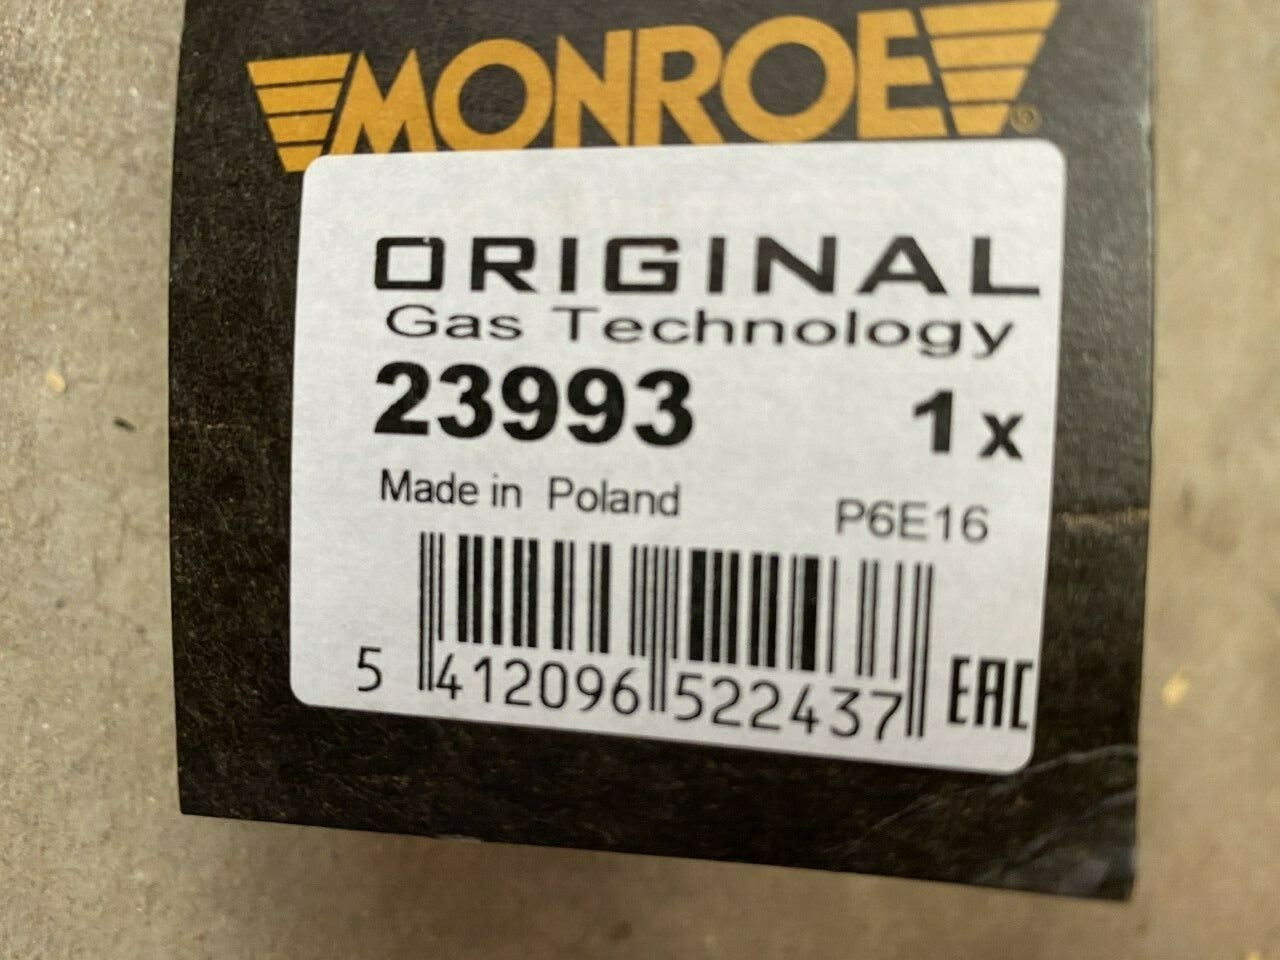 MONROE®
ORIGINAL
Gas Technology
23993 1 x
Made in Poland P6E16
5 412096 522437 EAC